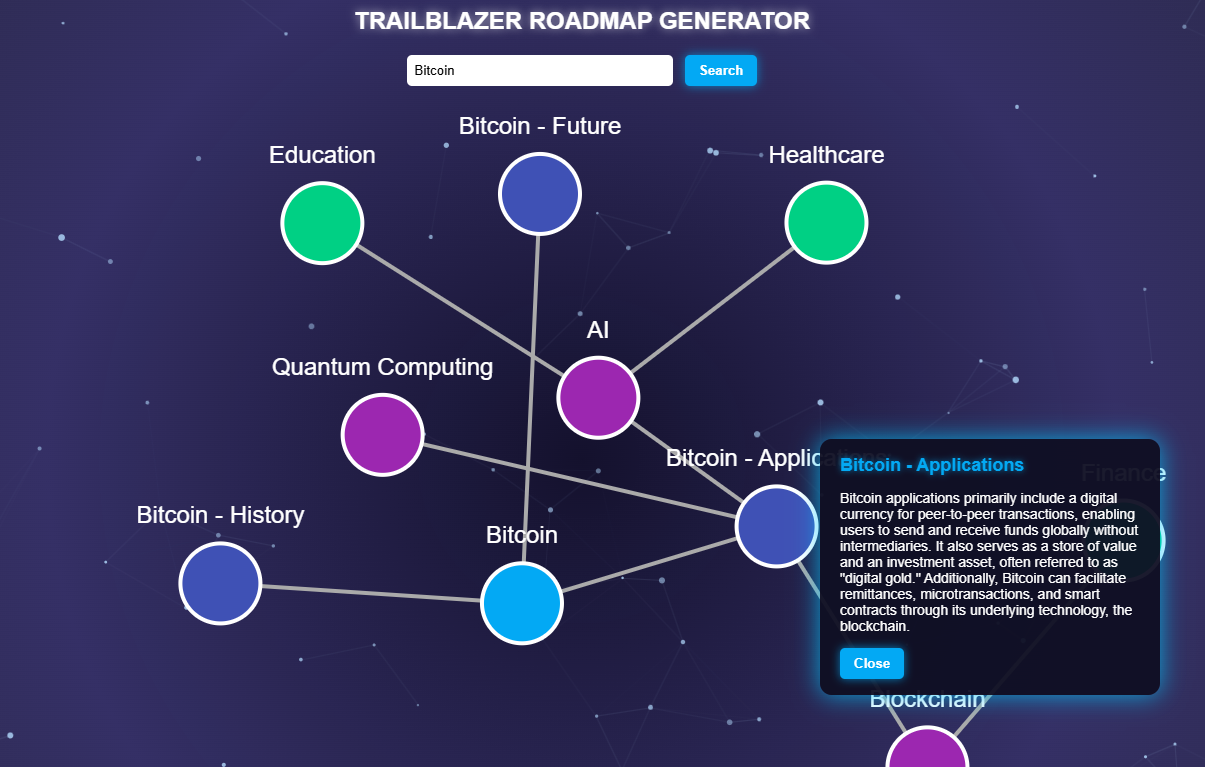 TRAILBLAZER ROADMAP GENERATOR
Bitcoin
Search
Bitcoin - Future
Education
Healthcare
AI
Quantum Computing
Bitcoin - Applications
Finance
Bitcoin - History
Bitcoin
Bitcoin - Applications
Bitcoin applications primarily include a digital
currency for peer-to-peer transactions, enabling
users to send and receive funds globally without
intermediaries. It also serves as a store of value
and an investment asset, often referred to as
"digital gold." Additionally, Bitcoin can facilitate
remittances, microtransactions, and smart
contracts through its underlying technology, the
blockchain.
Close
Blockchain